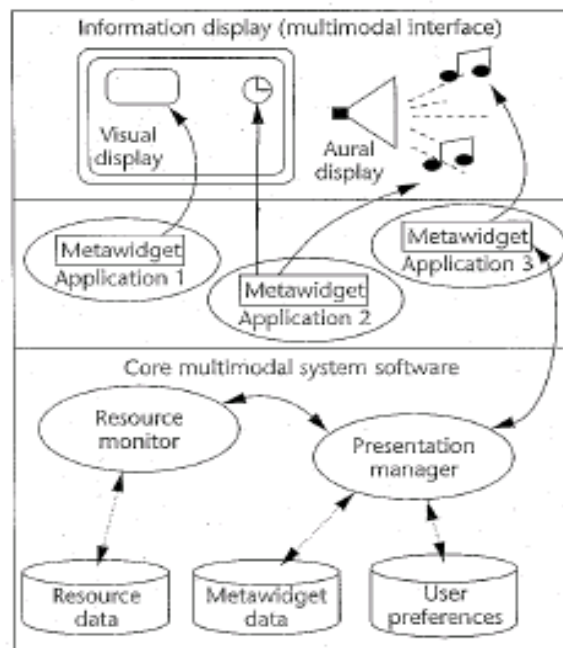 Information display (multimodal interface)
Visual
display
Aural
display
Metawidget
Application 1
Metawidget
Application 2
Metawidget
Application 3
Core multimodal system software
Resource
monitor
Presentation
manager
Resource
data
Metawidget
data
User
preferences